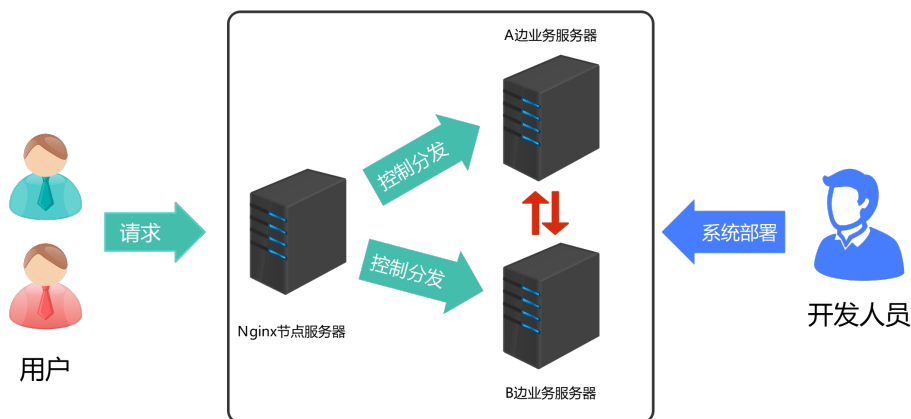 A边业务服务器
控制分发
请求
系统部署
控制分发
Nginx节点服务器
开发人员
用户
B边业务服务器